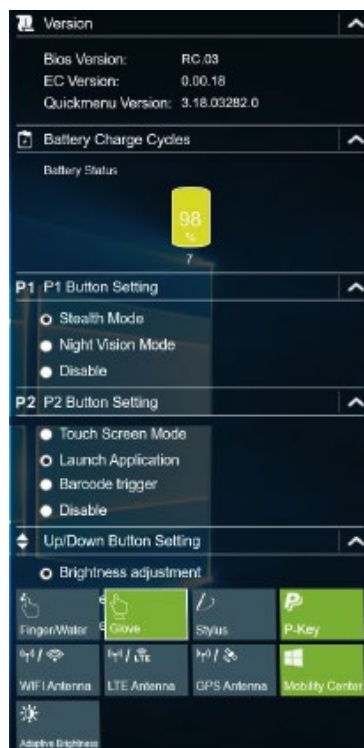 Version
Bios Version: RC.03
EC Version: 0.00.18
Quickmenu Version: 3.18.03282.0
Battery Charge Cycles
Battery Status
98
%
7
P1 P1 Button Setting
Stealth Mode
Night Vision Mode
Disable
P2 P2 Button Setting
Touch Screen Mode
Launch Application
Barcode trigger
Disable
Up/Down Button Setting
Brightness adjustment
Finger/Water Glove Stylus P-Key
WIFI Antenna LTE Antenna GPS Antenna Mobility Center
Adaptive Brightness